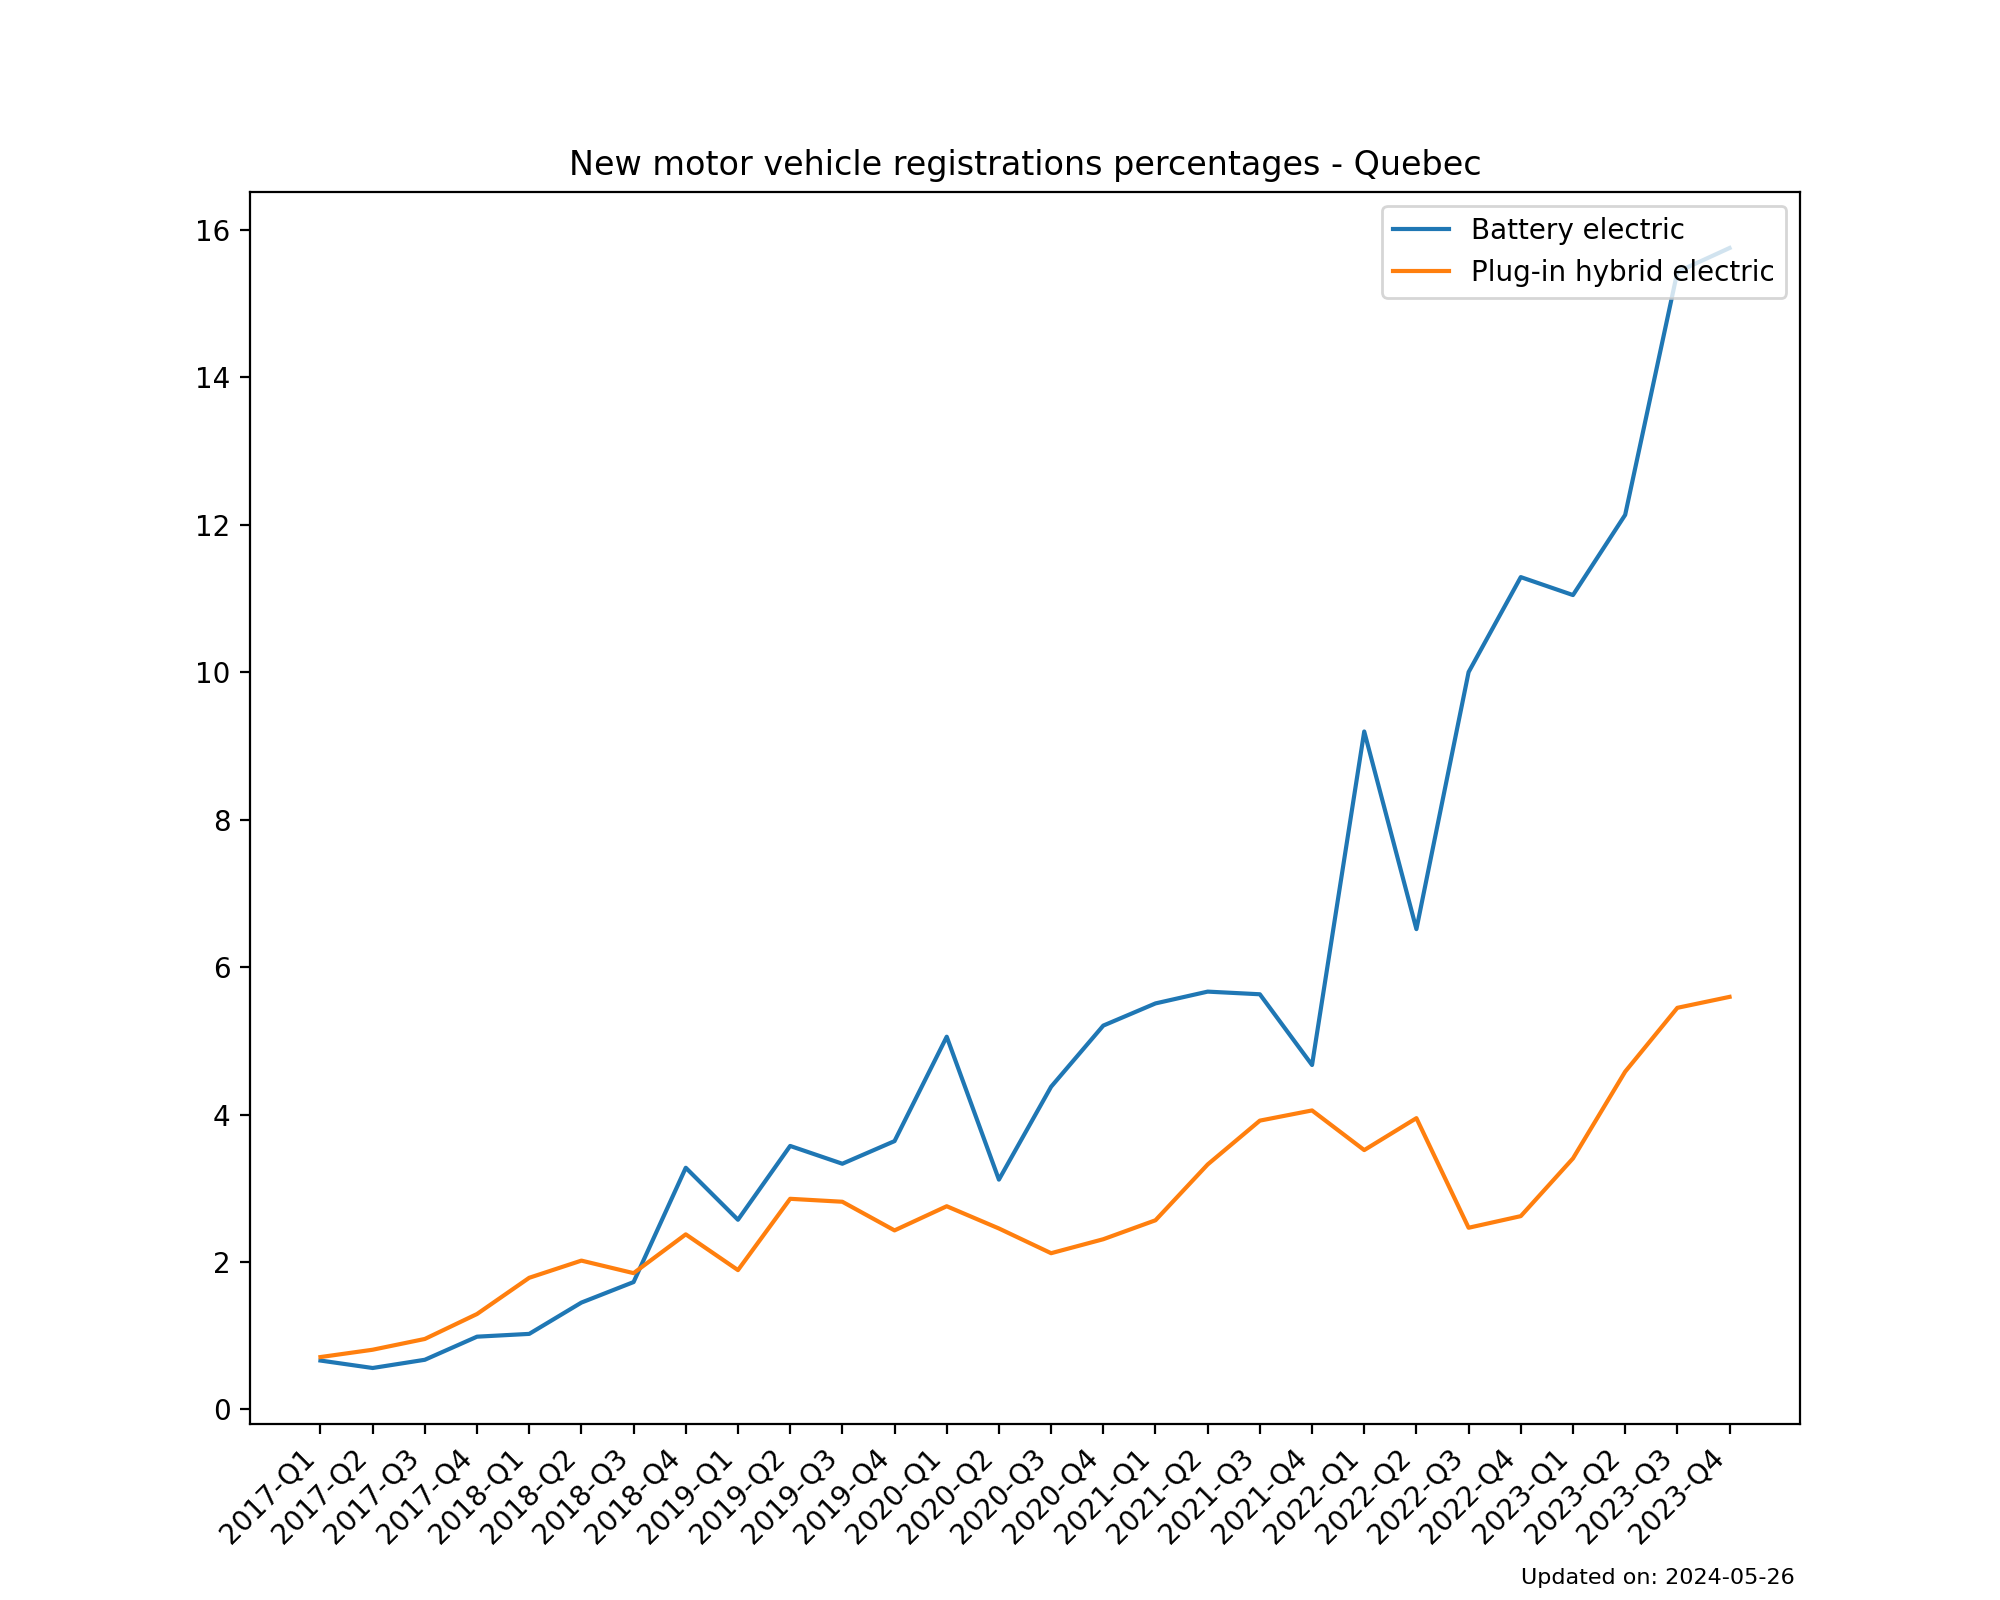 New motor vehicle registrations percentages - Quebec
Battery electric
Plug-in hybrid electric
16
14
12
10
8
6
4
2
0
2017-Q1
2017-Q2
2017-Q3
2017-Q4
2018-Q1
2018-Q2
2018-Q3
2018-Q4
2019-Q1
2019-Q2
2019-Q3
2019-Q4
2020-Q1
2020-Q2
2020-Q3
2020-Q4
2021-Q1
2021-Q2
2021-Q3
2021-Q4
2022-Q1
2022-Q2
2022-Q3
2022-Q4
2023-Q1
2023-Q2
2023-Q3
2023-Q4
Updated on: 2024-05-26